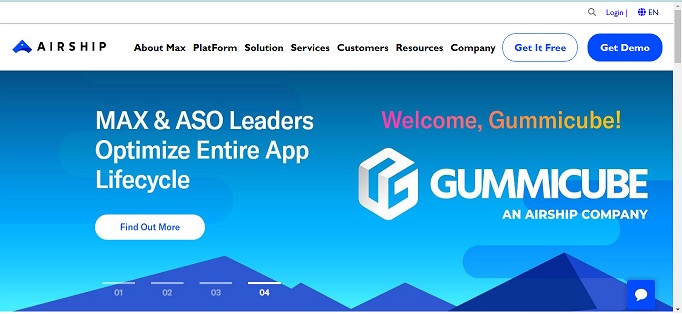 Login |
EN
AIRSHIP
About Max PlatForm Solution Services Customers Resources Company Get It Free Get Demo
MAX & ASO Leaders
Optimize Entire App
Lifecycle
Find Out More
Welcome, Gummicube!
GUMMICUBE
AN AIRSHIP COMPANY
01 02 03 04